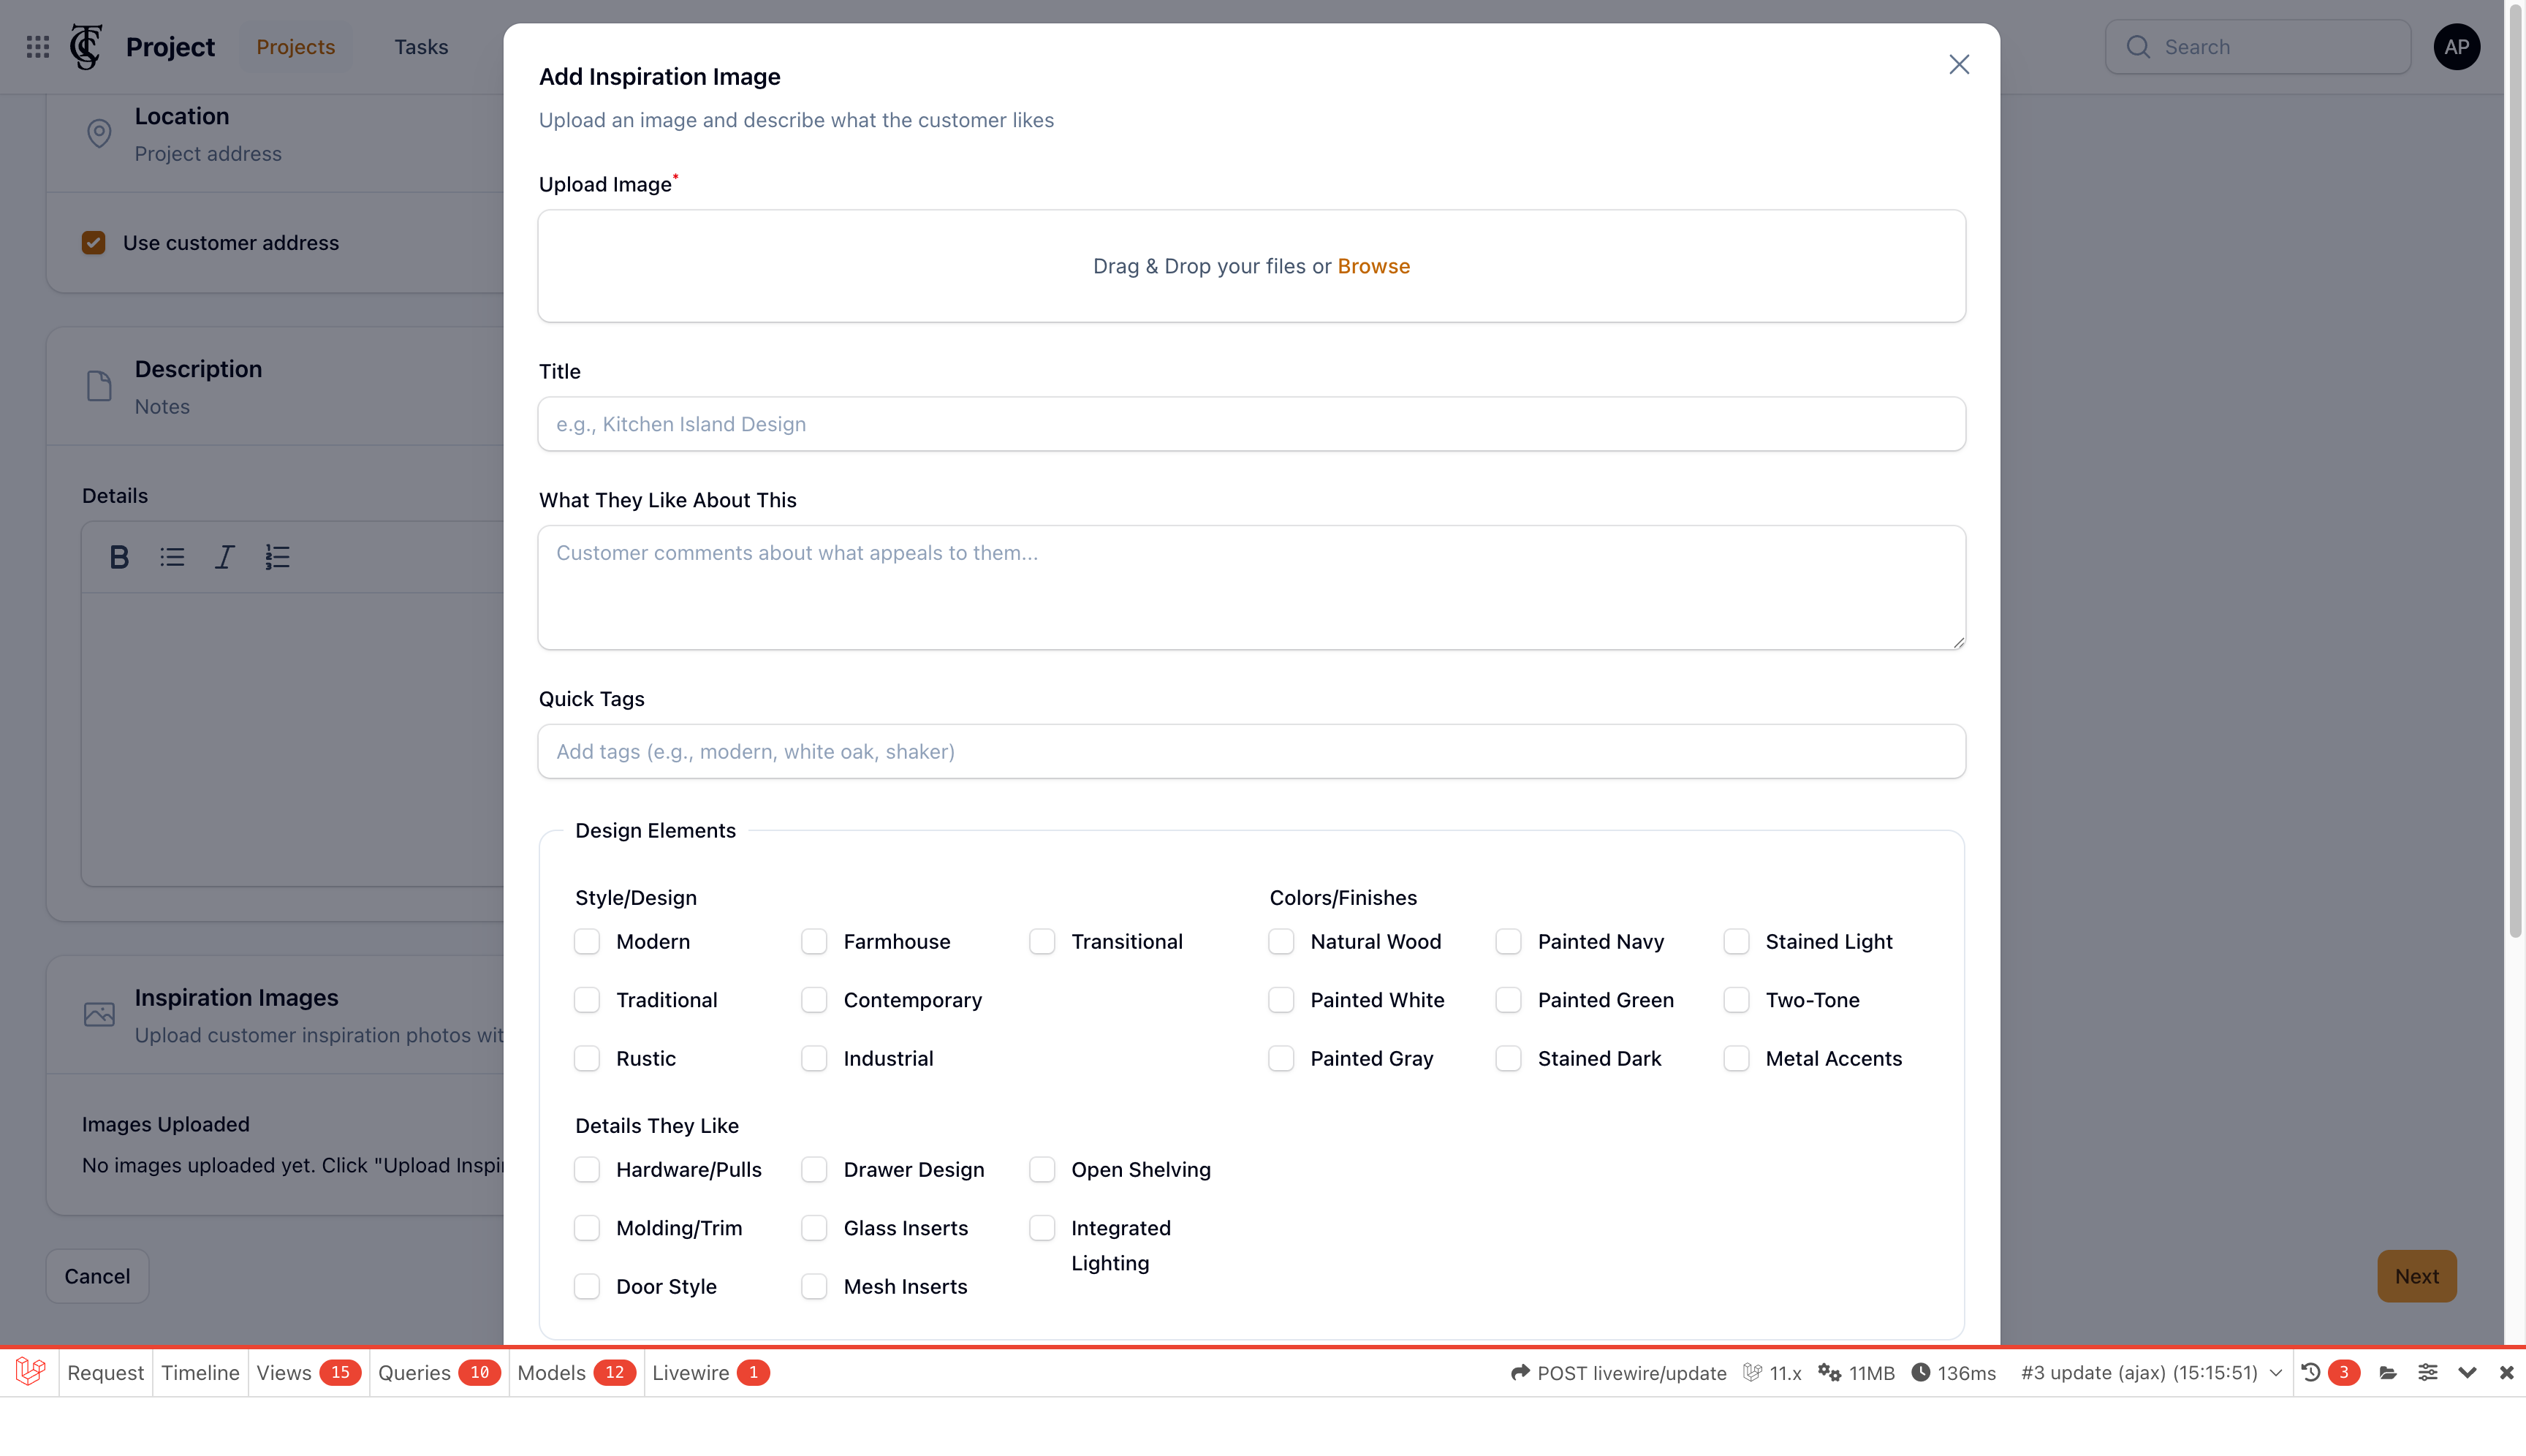 Project
Projects
Tasks
Search
AP
Location
Project address
Use customer address
Description
Notes
Details
Inspiration Images
Upload customer inspiration photos
Images Uploaded
No images uploaded yet. Click "Upload
Cancel
Next
Add Inspiration Image
Upload an image and describe what the customer likes
Upload Image*
Drag & Drop your files or Browse
Title
e.g., Kitchen Island Design
What They Like About This
Customer comments about what appeals to them...
Quick Tags
Add tags (e.g., modern, white oak, shaker)
Design Elements
Style/Design
Modern
Farmhouse
Transitional
Traditional
Contemporary
Rustic
Industrial
Colors/Finishes
Natural Wood
Painted Navy
Stained Light
Painted White
Painted Green
Two-Tone
Painted Gray
Stained Dark
Metal Accents
Details They Like
Hardware/Pulls
Drawer Design
Open Shelving
Molding/Trim
Glass Inserts
Integrated
Lighting
Door Style
Mesh Inserts
Request
Timeline
Views 15
Queries 10
Models 12
Livewire 1
POST livewire/update
11.x
11MB
136ms
#3 update (ajax) (15:15:51)
3